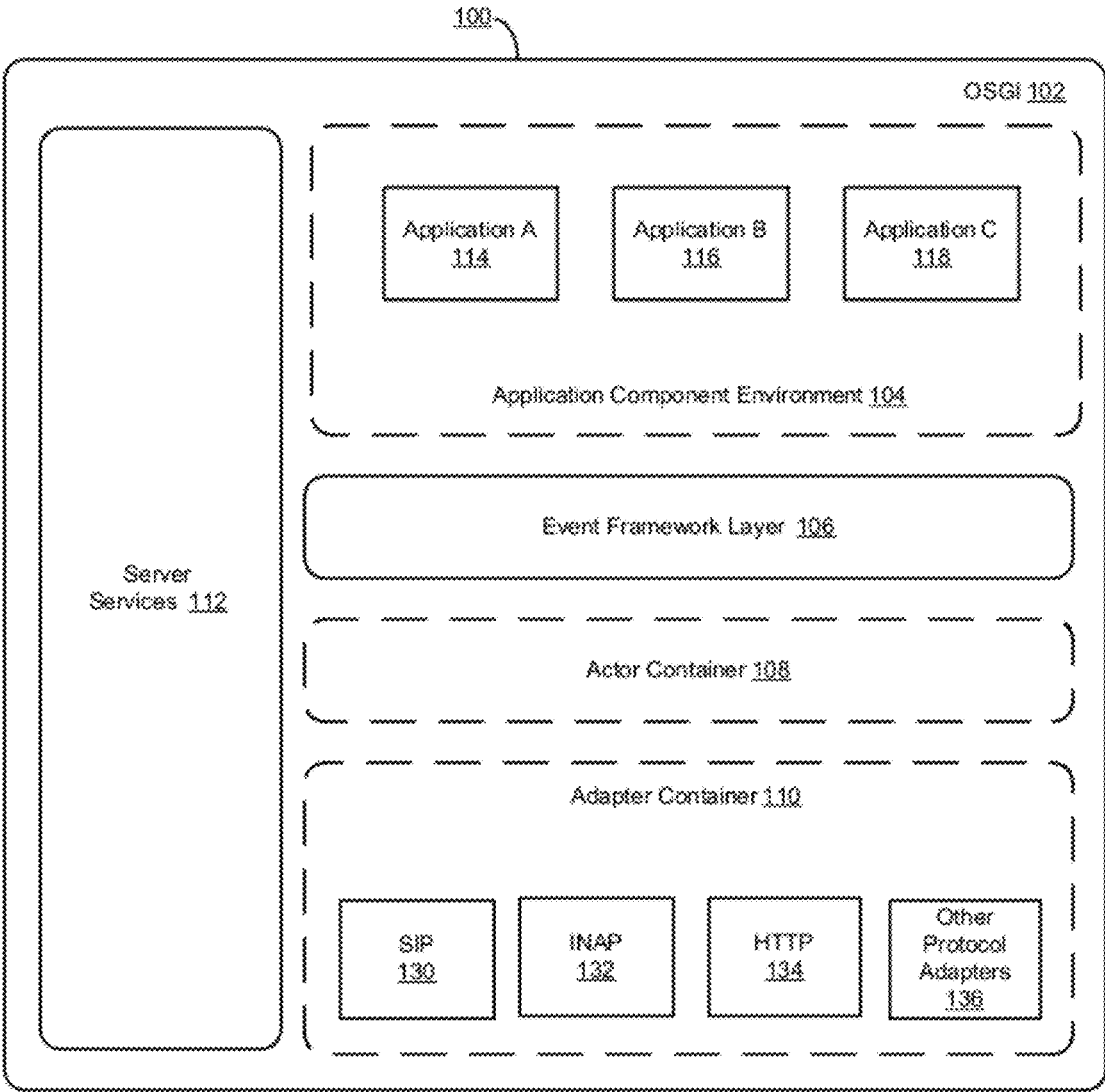 100
OSGI 102
Application A
114
Application B
116
Application C
118
Application Component Environment 104
Event Framework Layer 106
Server
Services 112
Actor Container 108
Adapter Container 110
SIP
130
INAP
132
HTTP
134
Other
Protocol
Adapters
136